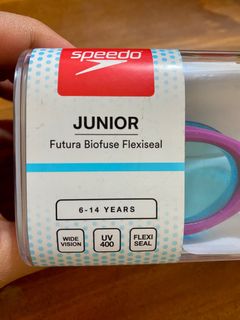 speedo
JUNIOR
Futura Biofuse Flexiseal
6-14 YEARS
WIDE VISION
UV 400
FLEXI SEAL